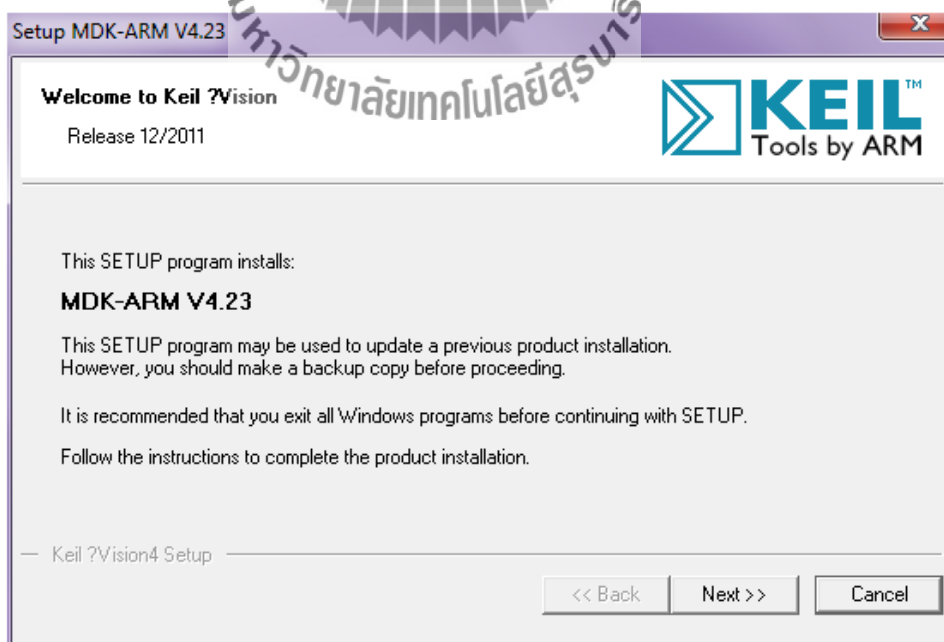 Setup MDK-ARM V4.23
มหาวิทยาลัยเทคโนโลยีสุรนารี
Welcome to Keil ?Vision
Release 12/2011
KEIL™
Tools by ARM
This SETUP program installs:
MDK-ARM V4.23
This SETUP program may be used to update a previous product installation.
However, you should make a backup copy before proceeding.
It is recommended that you exit all Windows programs before continuing with SETUP.
Follow the instructions to complete the product installation.
Keil ?Vision4 Setup
<< Back
Next >>
Cancel